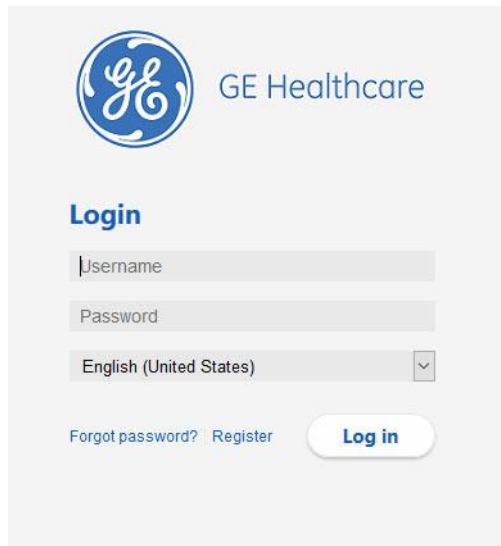 GE GE Healthcare
Login
Username
Password
English (United States)
Forgot password? Register Log in